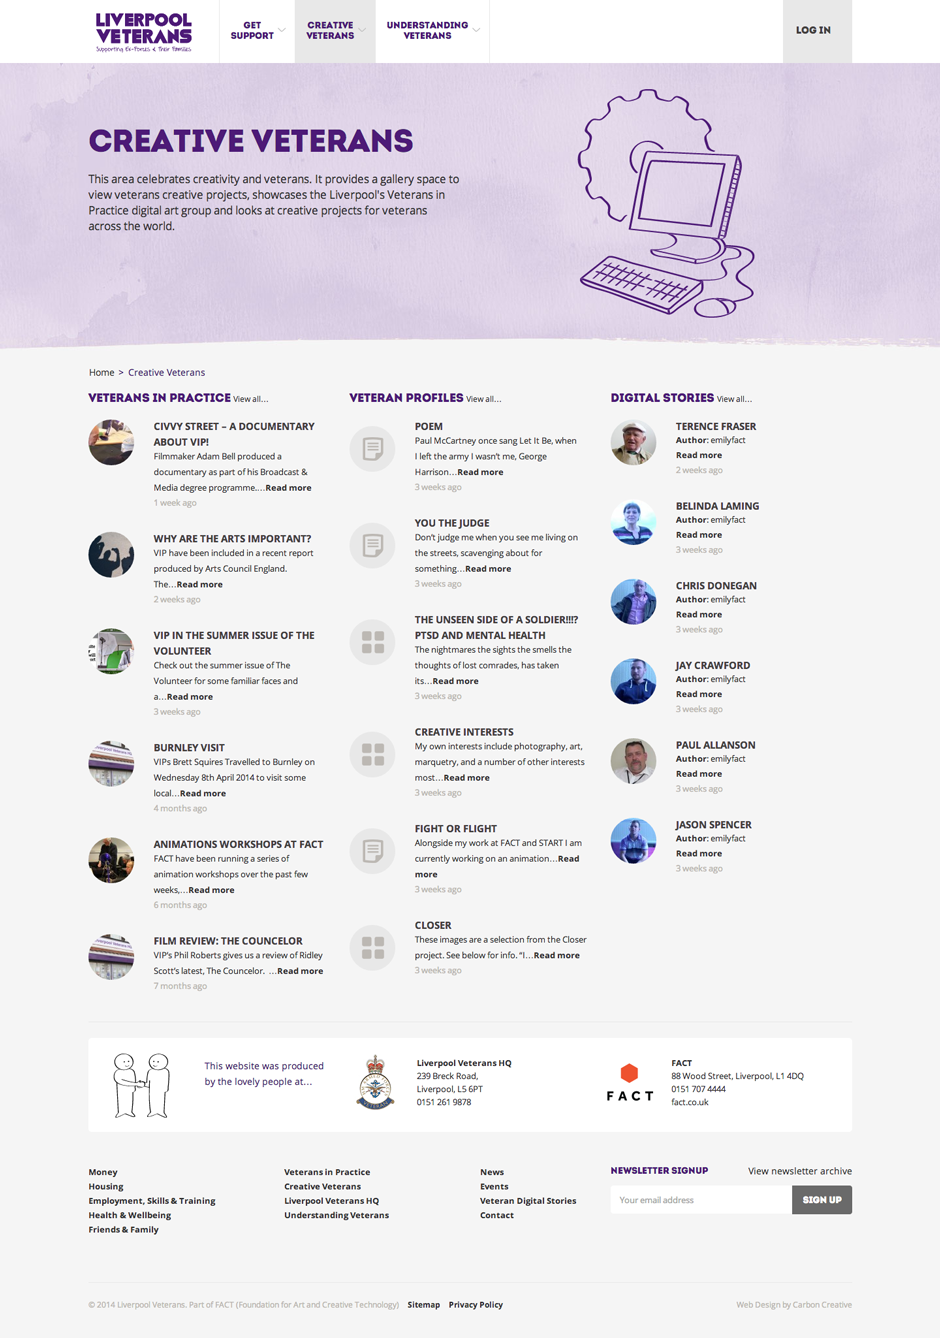 LIVERPOOL
VETERANS
Supporting Ex-Forces & Their Families
GET
SUPPORT
CREATIVE
VETERANS
UNDERSTANDING
VETERANS
LOG IN
CREATIVE VETERANS
This area celebrates creativity and veterans. It provides a gallery space to
view veterans creative projects, showcases the Liverpool's Veterans in
Practice digital art group and looks at creative projects for veterans
across the world.
Home > Creative Veterans
VETERANS IN PRACTICE View all...
CIVVY STREET – A DOCUMENTARY
ABOUT VIP!
Filmmaker Adam Bell produced a
documentary as part of his Broadcast &
Media degree programme....Read more
1 week ago
WHY ARE THE ARTS IMPORTANT?
VIP have been included in a recent report
produced by Arts Council England.
The...Read more
2 weeks ago
VIP IN THE SUMMER ISSUE OF THE
VOLUNTEER
Check out the summer issue of The
Volunteer for some familiar faces and
a...Read more
3 weeks ago
BURNLEY VISIT
VIPs Brett Squires Travelled to Burnley on
Wednesday 8th April 2014 to visit some
local...Read more
4 months ago
ANIMATIONS WORKSHOPS AT FACT
FACT have been running a series of
animation workshops over the past few
weeks,...Read more
6 months ago
FILM REVIEW: THE COUNCELOR
VIP's Phil Roberts gives us a review of Ridley
Scott's latest, The Councelor. ...Read more
7 months ago
VETERAN PROFILES View all...
POEM
Paul McCartney once sang Let It Be, when
I left the army I wasn't me, George
Harrison...Read more
3 weeks ago
YOU THE JUDGE
Don't judge me when you see me living on
the streets, scavenging about for
something...Read more
3 weeks ago
THE UNSEEN SIDE OF A SOLDIER!!!?
PTSD AND MENTAL HEALTH
The nightmares the sights the smells the
thoughts of lost comrades, has taken
its...Read more
3 weeks ago
CREATIVE INTERESTS
My own interests include photography, art,
marquetry, and a number of other interests
most...Read more
3 weeks ago
FIGHT OR FLIGHT
Alongside my work at FACT and START I am
currently working on an animation...Read
more
3 weeks ago
CLOSER
These images are a selection from the Closer
project. See below for info. "I...Read more
3 weeks ago
DIGITAL STORIES View all...
TERENCE FRASER
Author: emilyfact
Read more
2 weeks ago
BELINDA LAMING
Author: emilyfact
Read more
3 weeks ago
CHRIS DONEGAN
Author: emilyfact
Read more
3 weeks ago
JAY CRAWFORD
Author: emilyfact
Read more
3 weeks ago
PAUL ALLANSON
Author: emilyfact
Read more
3 weeks ago
JASON SPENCER
Author: emilyfact
Read more
3 weeks ago
This website was produced
by the lovely people at...
VETERANS
Liverpool Veterans HQ
239 Breck Road,
Liverpool, L5 6PT
0151 261 9878
FACT
FACT
88 Wood Street, Liverpool, L1 4DQ
0151 707 4444
fact.co.uk
Money
Housing
Employment, Skills & Training
Health & Wellbeing
Friends & Family
Veterans in Practice
Creative Veterans
Liverpool Veterans HQ
Understanding Veterans
News
Events
Veteran Digital Stories
Contact
NEWSLETTER SIGNUP
View newsletter archive
Your email address
SIGN UP
© 2014 Liverpool Veterans. Part of FACT (Foundation for Art and Creative Technology) Sitemap Privacy Policy
Web Design by Carbon Creative